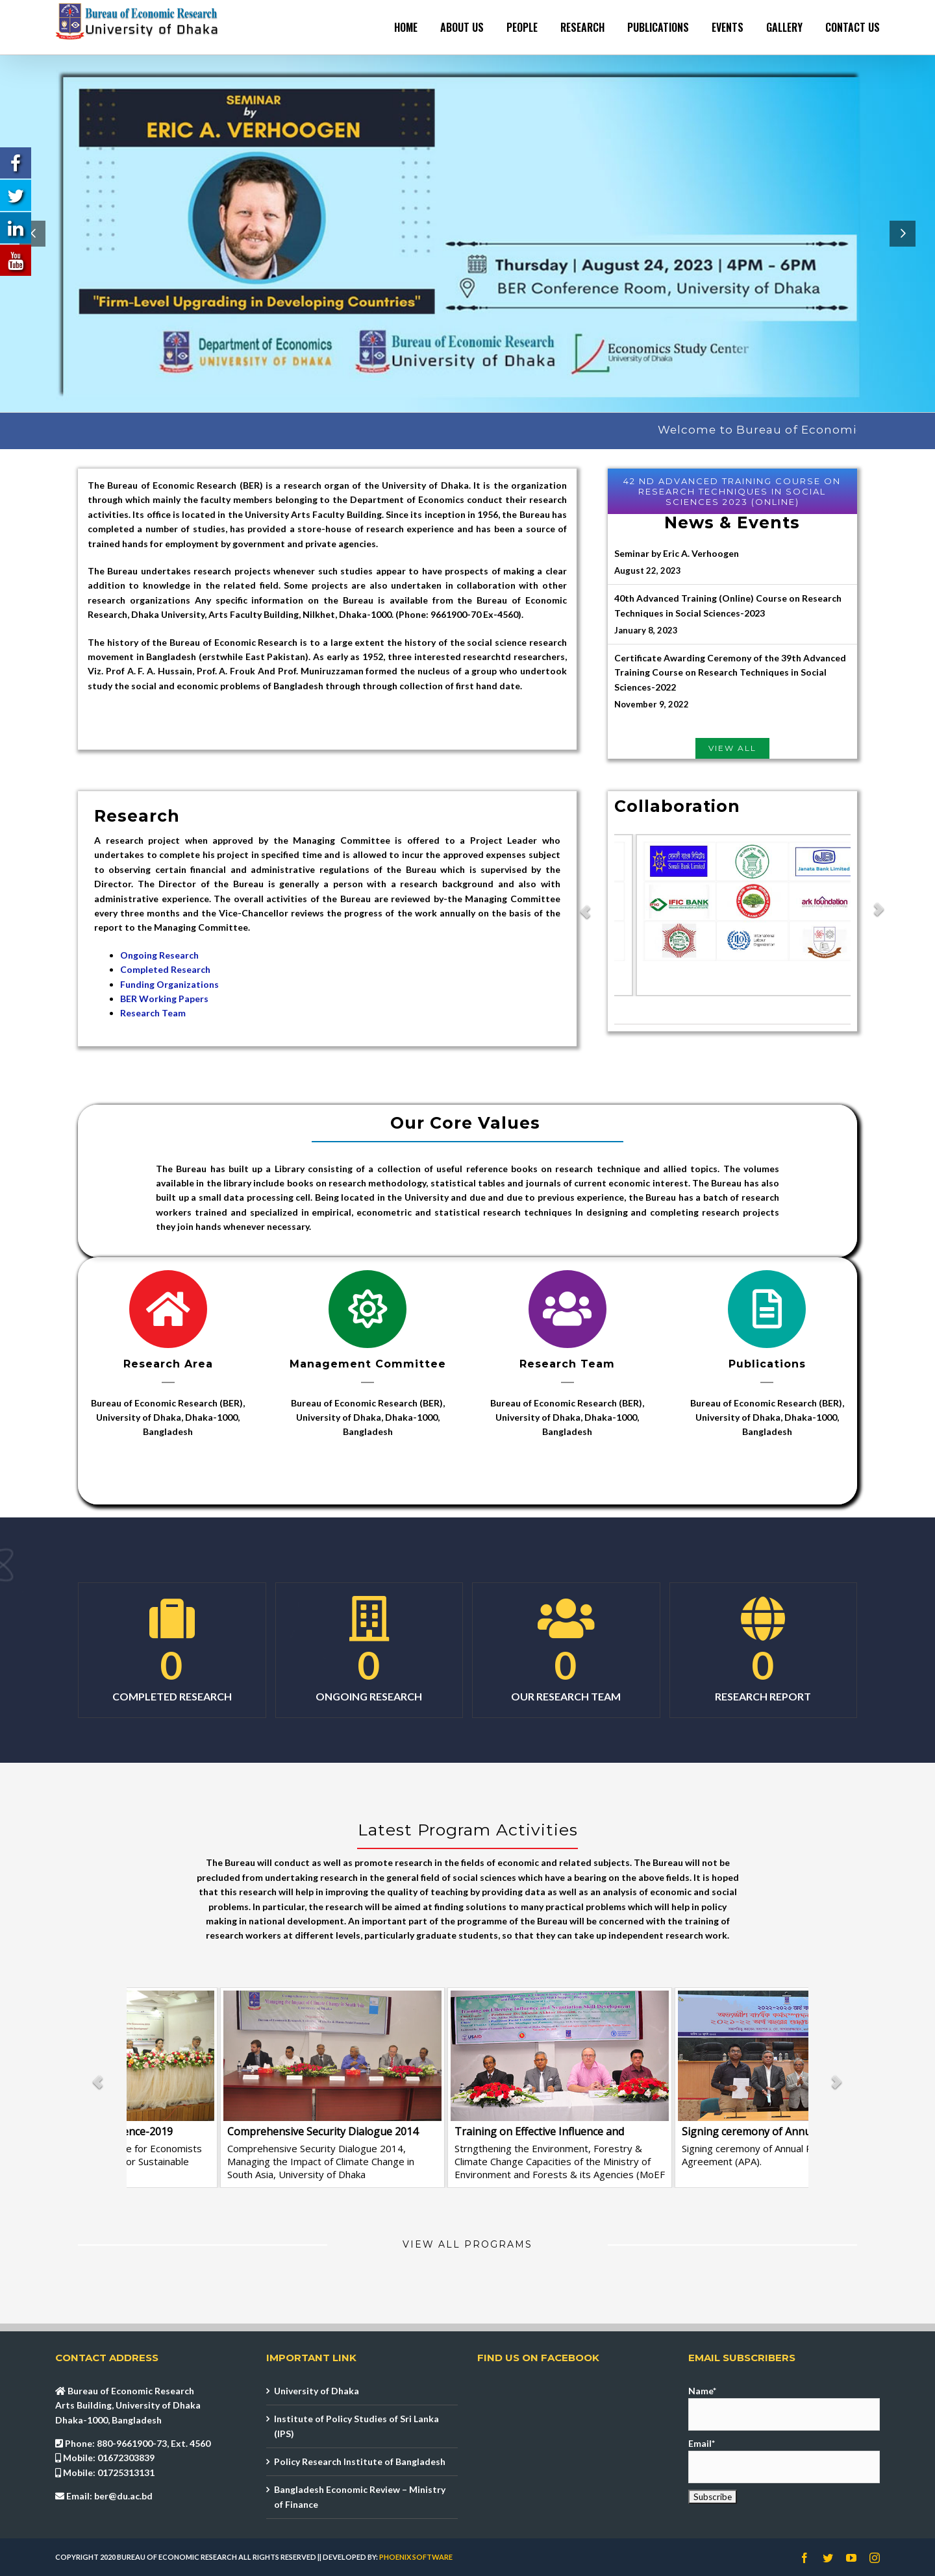 Bureau of Economic Research
University of Dhaka
HOME ABOUT US PEOPLE RESEARCH PUBLICATIONS EVENTS GALLERY CONTACT US
SEMINAR
by
ERIC A. VERHOOGEN
"Firm-Level Upgrading in Developing Countries"
Thursday | August 24, 2023 | 4PM - 6PM
BER Conference Room, University of Dhaka
Department of Economics
UNIVERSITY OF DHAKA
Bureau of Economic Research
University of Dhaka
Economics Study Center
University of Dhaka
You
Tube
Welcome to Bureau of Economi
The Bureau of Economic Research (BER) is a research organ of the University of Dhaka. It is the organization
through which mainly the faculty members belonging to the Department of Economics conduct their research
activities. Its office is located in the University Arts Faculty Building. Since its inception in 1956, the Bureau has
completed a number of studies, has provided a store-house of research experience and has been a source of
trained hands for employment by government and private agencies.
The Bureau undertakes research projects whenever such studies appear to have prospects of making a clear
addition to knowledge in the related field. Some projects are also undertaken in collaboration with other
research organizations Any specific information on the Bureau is available from the Bureau of Economic
Research, Dhaka University, Arts Faculty Building, Nilkhet, Dhaka-1000. (Phone: 9661900-70 Ex-4560).
The history of the Bureau of Economic Research is to a large extent the history of the social science research
movement in Bangladesh (erstwhile East Pakistan). As early as 1952, three interested researchtd researchers,
Viz. Prof A. F. A. Hussain, Prof. A. Frouk And Prof. Muniruzzaman formed the nucleus of a group who undertook
study the social and economic problems of Bangladesh through through collection of first hand date.
42 ND ADVANCED TRAINING COURSE ON
RESEARCH TECHNIQUES IN SOCIAL
SCIENCES 2023 (ONLINE)
News & Events
Seminar by Eric A. Verhoogen
August 22, 2023
40th Advanced Training (Online) Course on Research
Techniques in Social Sciences-2023
January 8, 2023
Certificate Awarding Ceremony of the 39th Advanced
Training Course on Research Techniques in Social
Sciences-2022
November 9, 2022
VIEW ALL
Research
A research project when approved by the Managing Committee is offered to a Project Leader who
undertakes to complete his project in specified time and is allowed to incur the approved expenses subject
to observing certain financial and administrative regulations of the Bureau which is supervised by the
Director. The Director of the Bureau is generally a person with a research background and also with
administrative experience. The overall activities of the Bureau are reviewed by-the Managing Committee
every three months and the Vice-Chancellor reviews the progress of the work annually on the basis of the
report to the Managing Committee.
Ongoing Research
Completed Research
Funding Organizations
BER Working Papers
Research Team
Collaboration
Sonali Bank Limited
Janata Bank Limited
IFIC BANK
ark foundation
Our Core Values
The Bureau has built up a Library consisting of a collection of useful reference books on research technique and allied topics. The volumes
available in the library include books on research methodology, statistical tables and journals of current economic interest. The Bureau has also
built up a small data processing cell. Being located in the University and due and due to previous experience, the Bureau has a batch of research
workers trained and specialized in empirical, econometric and statistical research techniques In designing and completing research projects
they join hands whenever necessary.
Research Area
Bureau of Economic Research (BER),
University of Dhaka, Dhaka-1000,
Bangladesh
Management Committee
Bureau of Economic Research (BER),
University of Dhaka, Dhaka-1000,
Bangladesh
Research Team
Bureau of Economic Research (BER),
University of Dhaka, Dhaka-1000,
Bangladesh
Publications
Bureau of Economic Research (BER),
University of Dhaka, Dhaka-1000,
Bangladesh
0
COMPLETED RESEARCH
0
ONGOING RESEARCH
0
OUR RESEARCH TEAM
0
RESEARCH REPORT
Latest Program Activities
The Bureau will conduct as well as promote research in the fields of economic and related subjects. The Bureau will not be
precluded from undertaking research in the general field of social sciences which have a bearing on the above fields. It is hoped
that this research will help in improving the quality of teaching by providing data as well as an analysis of economic and social
problems. In particular, the research will be aimed at finding solutions to many practical problems which will help in policy
making in national development. An important part of the programme of the Bureau will be concerned with the training of
research workers at different levels, particularly graduate students, so that they can take up independent research work.
ence-2019
e for Economists
or Sustainable
Comprehensive Security Dialogue 2014
Comprehensive Security Dialogue 2014,
Managing the Impact of Climate Change in
South Asia, University of Dhaka
Training on Effective Influence and
Strngthening the Environment, Forestry &
Climate Change Capacities of the Ministry of
Environment and Forests & its Agencies (MoEF
Signing ceremony of Annu
Signing ceremony of Annual P
Agreement (APA).
VIEW ALL PROGRAMS
CONTACT ADDRESS
Bureau of Economic Research
Arts Building, University of Dhaka
Dhaka-1000, Bangladesh
Phone: 880-9661900-73, Ext. 4560
Mobile: 01672303839
Mobile: 01725313131
Email: ber@du.ac.bd
IMPORTANT LINK
University of Dhaka
Institute of Policy Studies of Sri Lanka
(IPS)
Policy Research Institute of Bangladesh
Bangladesh Economic Review – Ministry
of Finance
FIND US ON FACEBOOK
EMAIL SUBSCRIBERS
Name*
Email*
Subscribe
COPYRIGHT 2020 BUREAU OF ECONOMIC RESEARCH ALL RIGHTS RESERVED || DEVELOPED BY: PHOENIXSOFTWARE